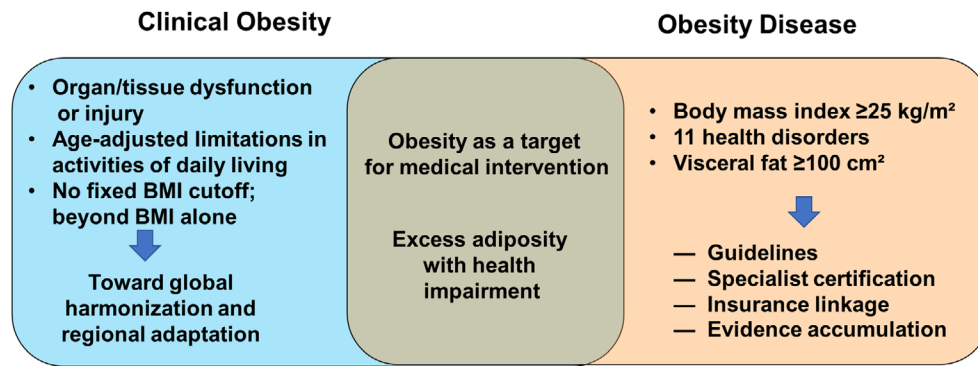 Clinical Obesity
Obesity Disease
• Organ/tissue dysfunction
or injury
• Age-adjusted limitations in
activities of daily living
• No fixed BMI cutoff;
beyond BMI alone
Toward global
harmonization and
regional adaptation
Obesity as a target
for medical intervention
Excess adiposity
with health
impairment
• Body mass index ≥25 kg/m²
• 11 health disorders
• Visceral fat ≥100 cm²
— Guidelines
— Specialist certification
— Insurance linkage
— Evidence accumulation